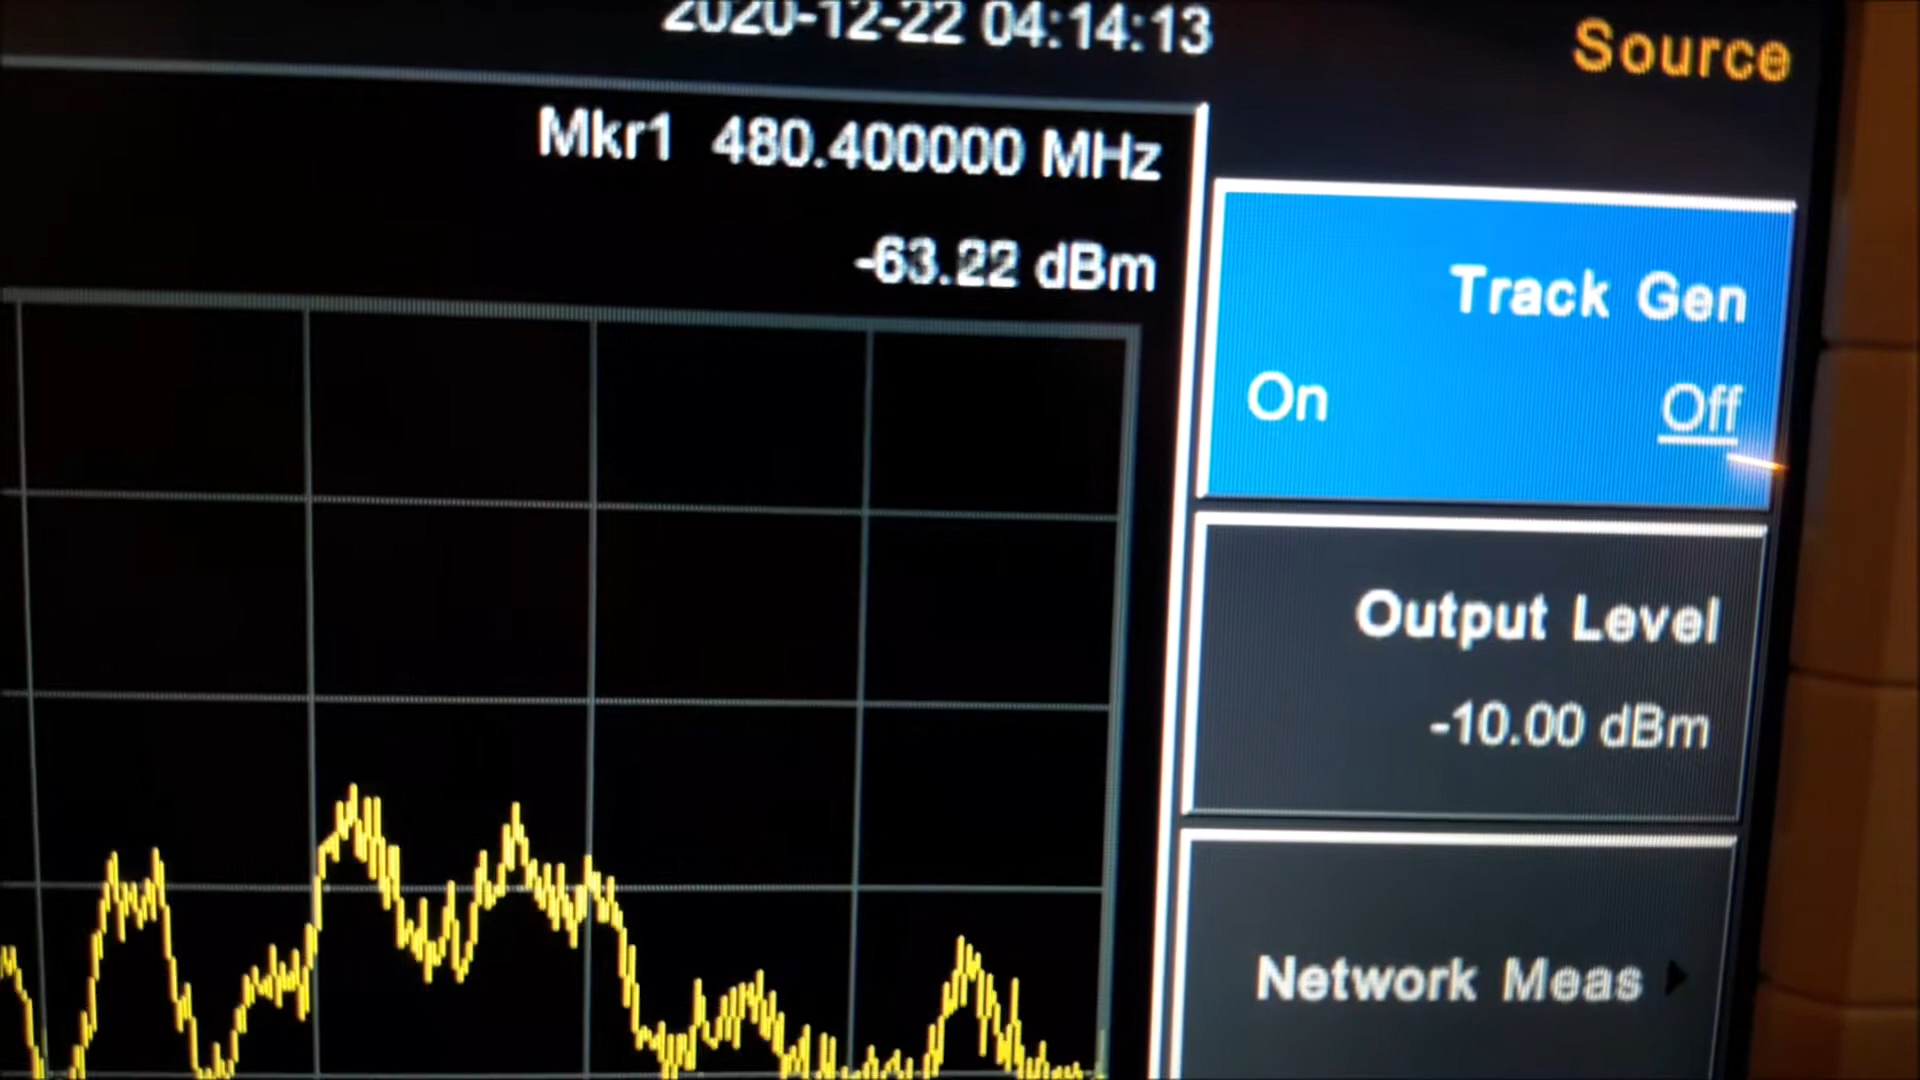 2020-12-22 04:14:13
Source
Mkr1 480.400000 MHz
-63.22 dBm
Track Gen
On Off
Output Level
-10.00 dBm
Network Meas